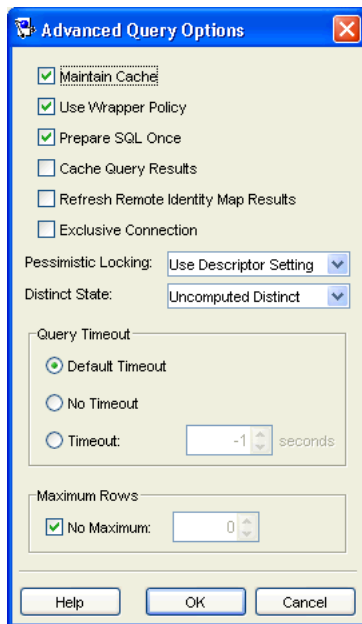 Advanced Query Options
Maintain Cache
Use Wrapper Policy
Prepare SQL Once
Cache Query Results
Refresh Remote Identity Map Results
Exclusive Connection
Pessimistic Locking: Use Descriptor Setting
Distinct State: Uncomputed Distinct
Query Timeout
Default Timeout
No Timeout
Timeout: -1 seconds
Maximum Rows
No Maximum: 0
Help OK Cancel